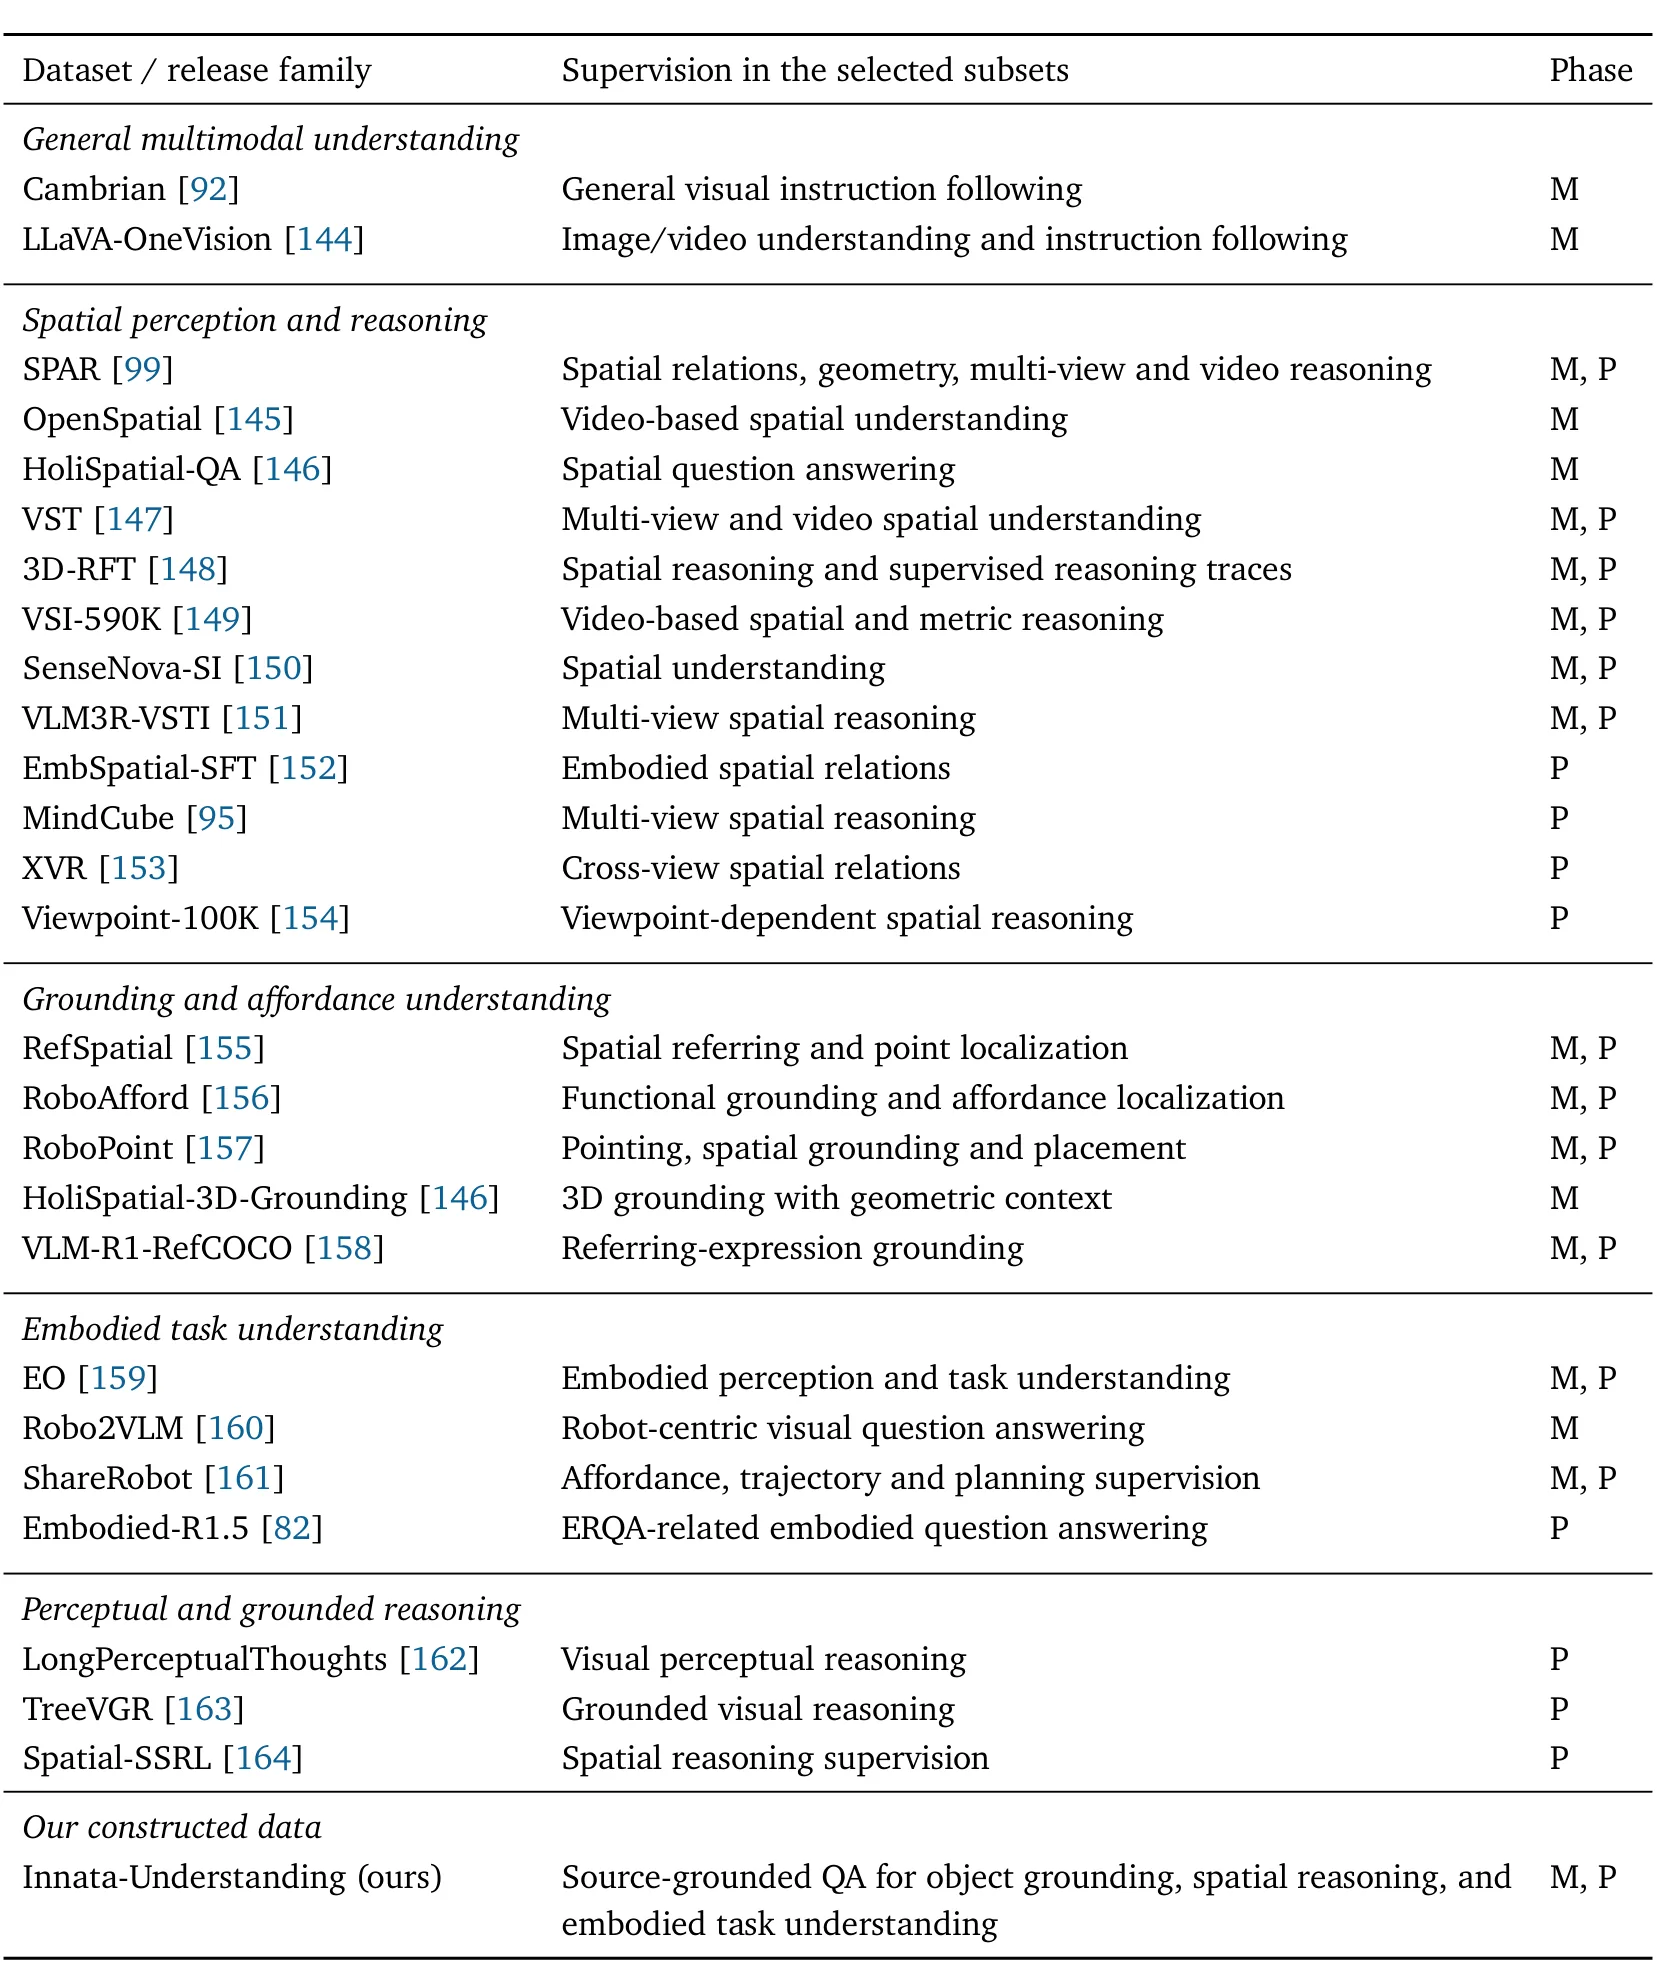 Dataset / release family Supervision in the selected subsets Phase
General multimodal understanding
Cambrian [92] General visual instruction following M
LLaVA-OneVision [144] Image/video understanding and instruction following M
Spatial perception and reasoning
SPAR [99] Spatial relations, geometry, multi-view and video reasoning M, P
OpenSpatial [145] Video-based spatial understanding M
HoliSpatial-QA [146] Spatial question answering M
VST [147] Multi-view and video spatial understanding M, P
3D-RFT [148] Spatial reasoning and supervised reasoning traces M, P
VSI-590K [149] Video-based spatial and metric reasoning M, P
SenseNova-SI [150] Spatial understanding M, P
VLM3R-VSTI [151] Multi-view spatial reasoning M, P
EmbSpatial-SFT [152] Embodied spatial relations P
MindCube [95] Multi-view spatial reasoning P
XVR [153] Cross-view spatial relations P
Viewpoint-100K [154] Viewpoint-dependent spatial reasoning P
Grounding and affordance understanding
RefSpatial [155] Spatial referring and point localization M, P
RoboAfford [156] Functional grounding and affordance localization M, P
RoboPoint [157] Pointing, spatial grounding and placement M, P
HoliSpatial-3D-Grounding [146] 3D grounding with geometric context M
VLM-R1-RefCOCO [158] Referring-expression grounding M, P
Embodied task understanding
EO [159] Embodied perception and task understanding M, P
Robo2VLM [160] Robot-centric visual question answering M
ShareRobot [161] Affordance, trajectory and planning supervision M, P
Embodied-R1.5 [82] ERQA-related embodied question answering P
Perceptual and grounded reasoning
LongPerceptualThoughts [162] Visual perceptual reasoning P
TreeVGR [163] Grounded visual reasoning P
Spatial-SSRL [164] Spatial reasoning supervision P
Our constructed data
Innata-Understanding (ours) Source-grounded QA for object grounding, spatial reasoning, and M, P
embodied task understanding